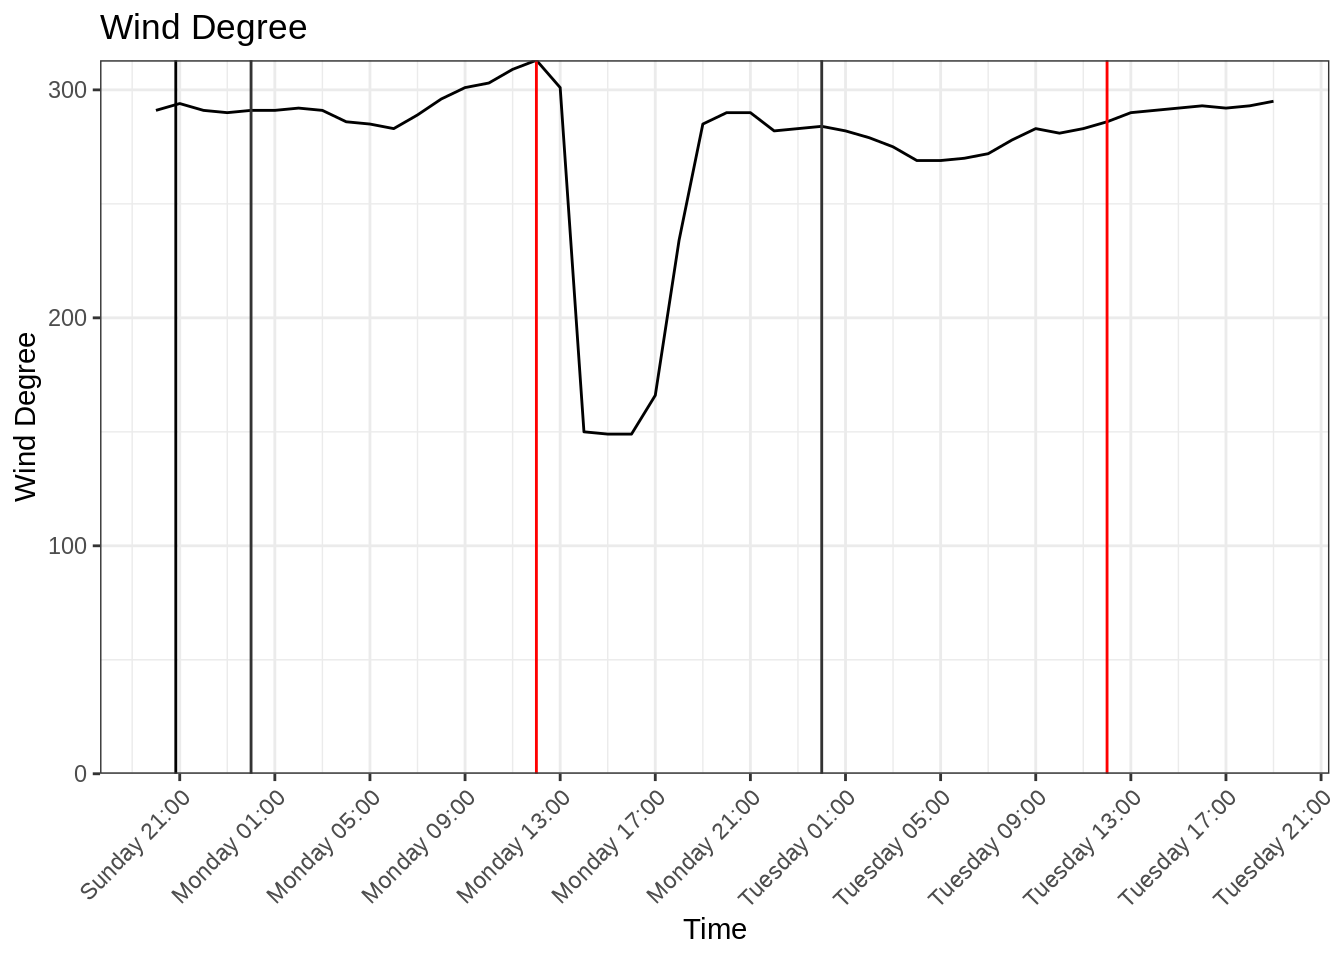 Wind Degree
Wind Degree
300
200
100
0
Sunday 21:00
Monday 01:00
Monday 05:00
Monday 09:00
Monday 13:00
Monday 17:00
Monday 21:00
Tuesday 01:00
Tuesday 05:00
Tuesday 09:00
Tuesday 13:00
Tuesday 17:00
Tuesday 21:00
Time